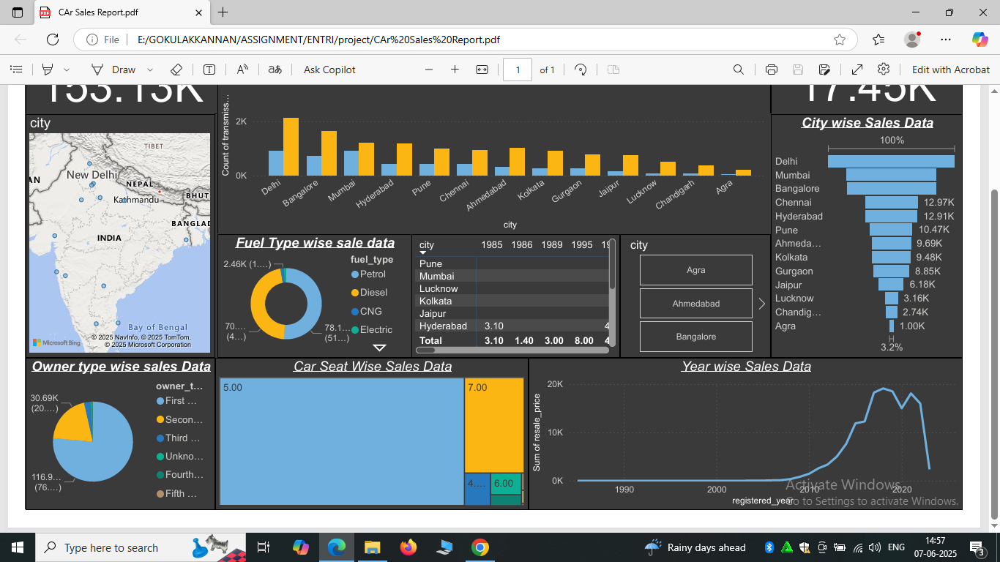 CAr Sales Report.pdf
File
E:/GOKULAKKANNAN/ASSIGNMENT/ENTRI/project/CAr%20Sales%20Report.pdf
Draw
aあ
Ask Copilot
1
of 1
Edit with Acrobat
153.13K
17.45K
city
TIBET
New Delhi
NEPAL
Kathmandu
BHUT
BANGLAD
INDIA
Bay of Bengal
Microsoft Bing
© 2025 NavInfo, © 2025 TomTom,
© 2025 Microsoft Corporation
Count of transmiss...
2K
0K
Delhi
Bangalore
Mumbai
Hyderabad
Pune
Chennai
Ahmedabad
Kolkata
Gurgaon
Jaipur
Lucknow
Chandigarh
Agra
city
City wise Sales Data
100%
Delhi
Mumbai
Bangalore
Chennai 12.97K
Hyderabad 12.91K
Pune 10.47K
Ahmeda... 9.69K
Kolkata 9.48K
Gurgaon 8.85K
Jaipur 6.18K
Lucknow 3.16K
Chandig... 2.74K
Agra 1.00K
3.2%
Fuel Type wise sale data
2.46K (1....)
70....
(4...)
78.1...
(51...)
fuel_type
Petrol
Diesel
CNG
Electric
city 1985 1986 1989 1995 19
Pune
Mumbai
Lucknow
Kolkata
Jaipur
Hyderabad 3.10 4
Total 3.10 1.40 3.00 8.00 4
city
Agra
Ahmedabad
Bangalore
Owner type wise sales Data
30.69K
(20....)
116.9...
(76....)
owner_t...
First ...
Secon...
Third ...
Unkno...
Fourth...
Fifth ...
Car Seat Wise Sales Data
5.00
7.00
4....
6.00
Year wise Sales Data
Sum of resale_price
20K
10K
0K
1990
2000
2010
2020
registered_year
Activate Windows
Go to Settings to activate Windows.
Type here to search
Rainy days ahead
ENG
14:57
07-06-2025
3